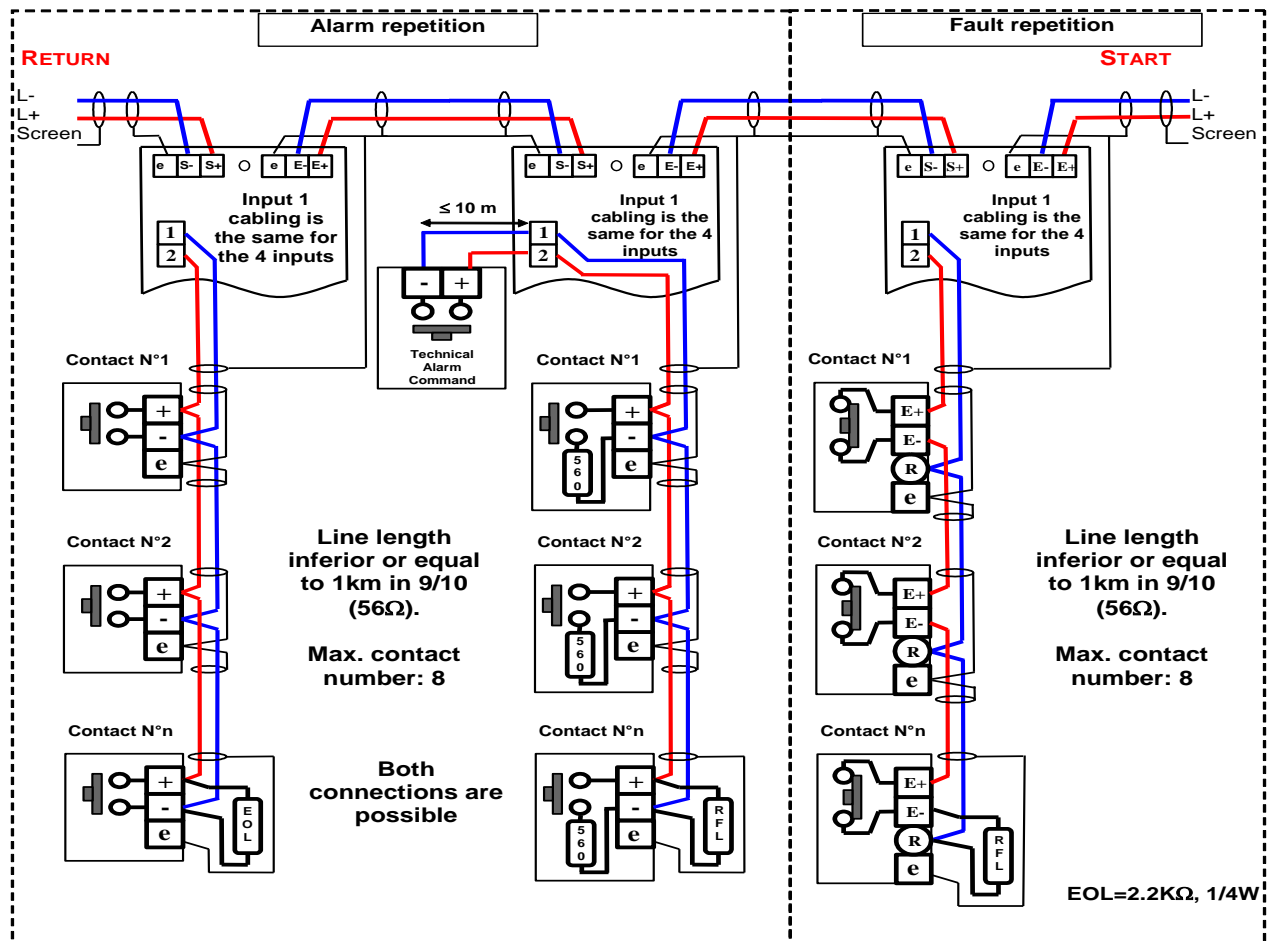 Alarm repetition
Fault repetition
RETURN
START
L-
L+
Screen
L-
L+
Screen
e S- S+ e E- E+
e S- S+ e E- E+
e S- S+ e E- E+
Input 1
cabling is
the same for
the 4 inputs
1
2
≤ 10 m
Input 1
cabling is the
same for the 4
inputs
1
2
Input 1
cabling is the
same for the 4
inputs
1
2
- +
Technical
Alarm
Command
Contact N°1
+
-
e
Contact N°2
+
-
e
Contact N°n
+
-
e
EOL
Line length
inferior or equal
to 1km in 9/10
(56Ω).
Max. contact
number: 8
Both
connections are
possible
Contact N°1
+
-
e
560
Contact N°2
+
-
e
560
Contact N°n
+
-
e
560
RFL
Contact N°1
E+
E-
R
e
Contact N°2
E+
E-
R
e
Contact N°n
E+
E-
R
e
RFL
Line length
inferior or equal
to 1km in 9/10
(56Ω).
Max. contact
number: 8
EOL=2.2KΩ, 1/4W